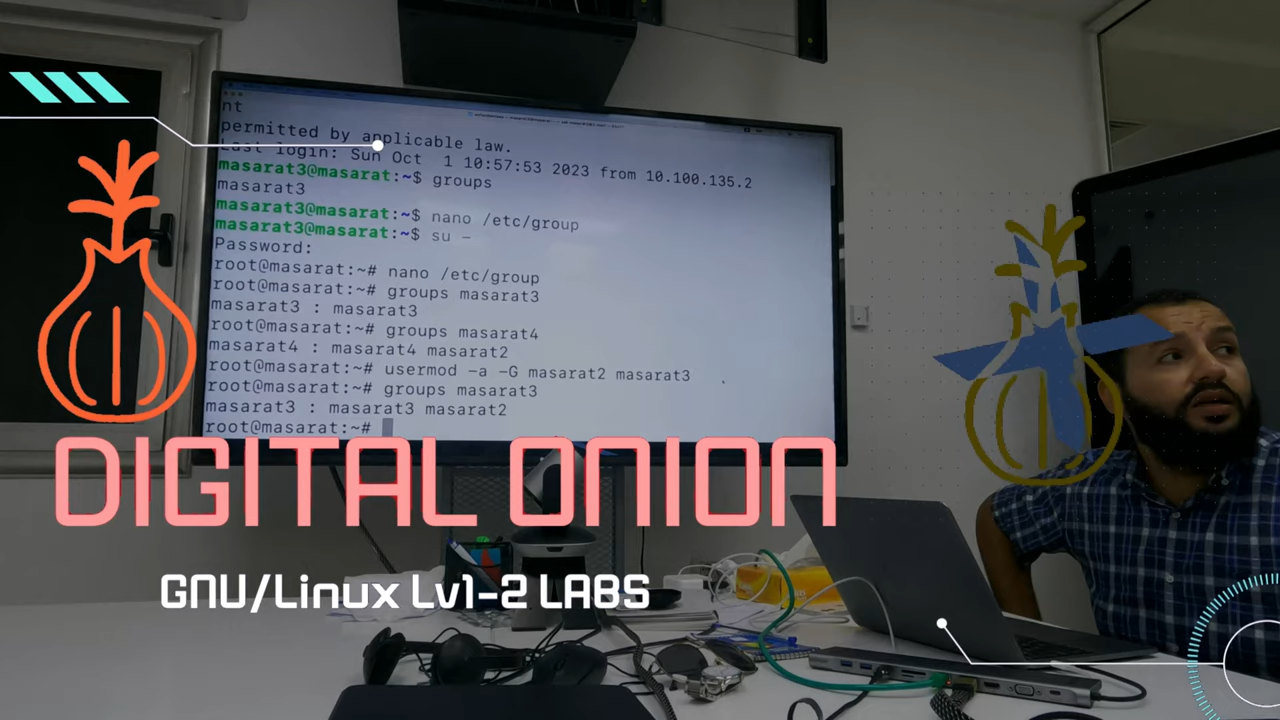 nt
permitted by applicable law.
Last login: Sun Oct  1 10:57:53 2023 from 10.100.135.2
masarat3@masarat:~$ groups
masarat3
masarat3@masarat:~$ nano /etc/group
masarat3@masarat:~$ su -
Password:
root@masarat:~# nano /etc/group
root@masarat:~# groups masarat3
masarat3 : masarat3
root@masarat:~# groups masarat4
masarat4 : masarat4 masarat2
root@masarat:~# usermod -a -G masarat2 masarat3
root@masarat:~# groups masarat3
masarat3 : masarat3 masarat2
root@masarat:~#
DIGITAL ONION
GNU/Linux Lv1-2 LABS